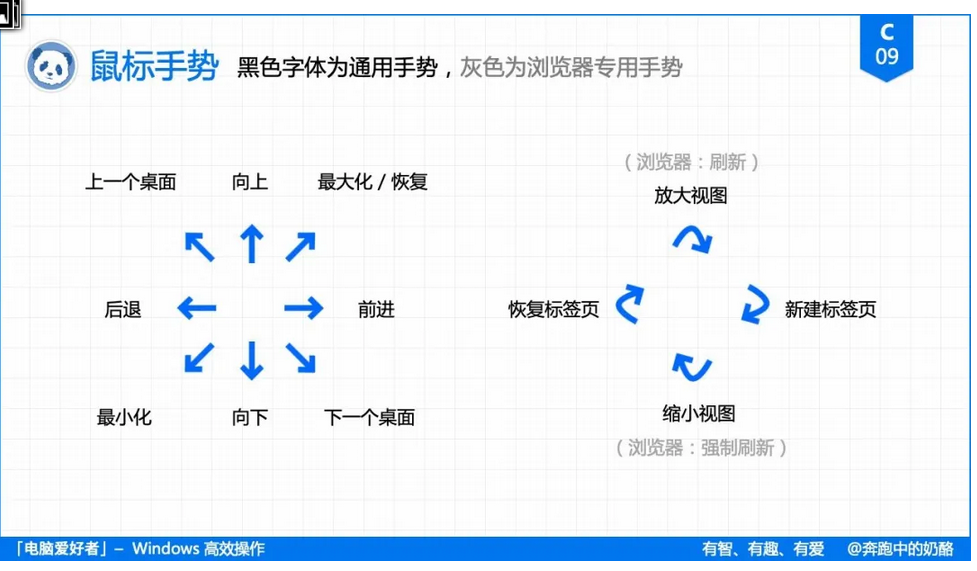 C
09
鼠标手势 黑色字体为通用手势，灰色为浏览器专用手势
上一个桌面 向上 最大化 / 恢复
后退 前进
最小化 向下 下一个桌面
（浏览器：刷新）
放大视图
恢复标签页 新建标签页
缩小视图
（浏览器：强制刷新）
「电脑爱好者」– Windows 高效操作 有智、有趣、有爱 @奔跑中的奶酪